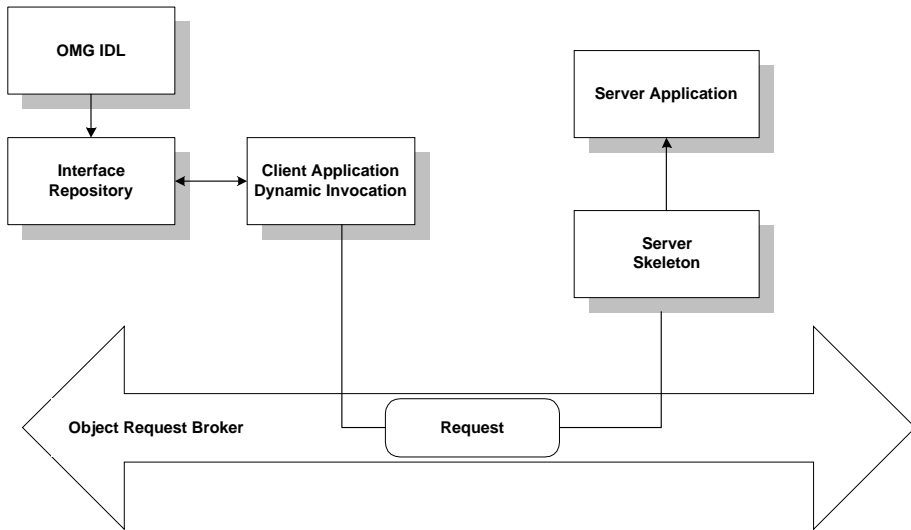 OMG IDL
Server Application
Interface
Repository
Client Application
Dynamic Invocation
Server
Skeleton
Object Request Broker
Request